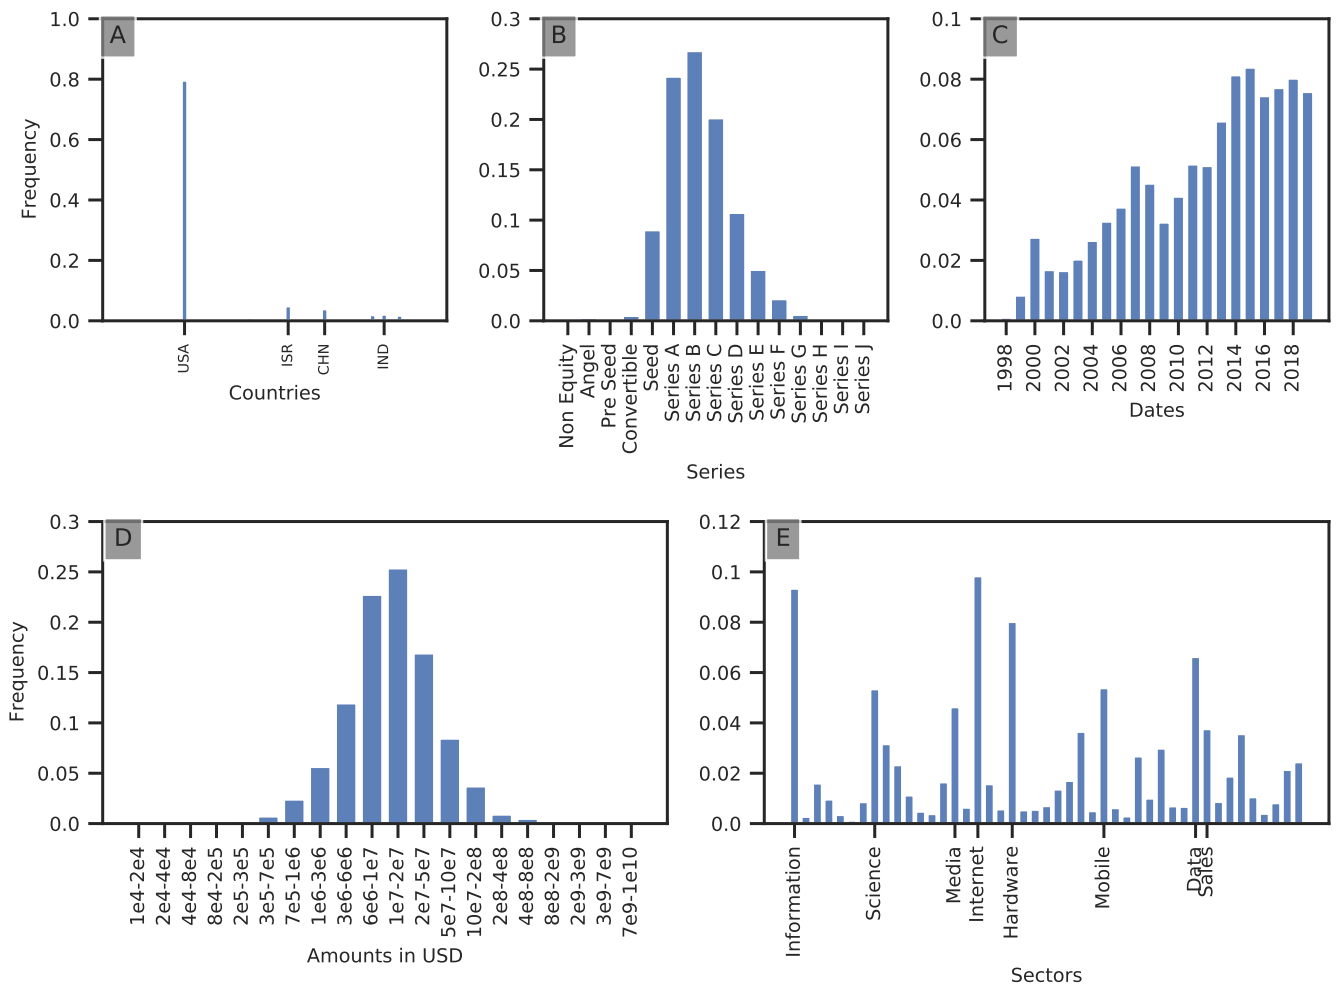 A
Frequency
1.0
0.8
0.6
0.4
0.2
0.0
USA
ISR
CHN
IND
Countries
B
0.3
0.25
0.2
0.15
0.1
0.05
0.0
Non Equity
Angel
Pre Seed
Convertible
Seed
Series A
Series B
Series C
Series D
Series E
Series F
Series G
Series H
Series I
Series J
Series
C
0.1
0.08
0.06
0.04
0.02
0.0
1998
2000
2002
2004
2006
2008
2010
2012
2014
2016
2018
Dates
D
Frequency
0.3
0.25
0.2
0.15
0.1
0.05
0.0
1e4-2e4
2e4-4e4
4e4-8e4
8e4-2e5
2e5-3e5
3e5-7e5
7e5-1e6
1e6-3e6
3e6-6e6
6e6-1e7
1e7-2e7
2e7-5e7
5e7-10e7
10e7-2e8
2e8-4e8
4e8-8e8
8e8-2e9
2e9-3e9
3e9-7e9
7e9-1e10
Amounts in USD
E
0.12
0.1
0.08
0.06
0.04
0.02
0.0
Information
Science
Media
Internet
Hardware
Mobile
Data
Sales
Sectors